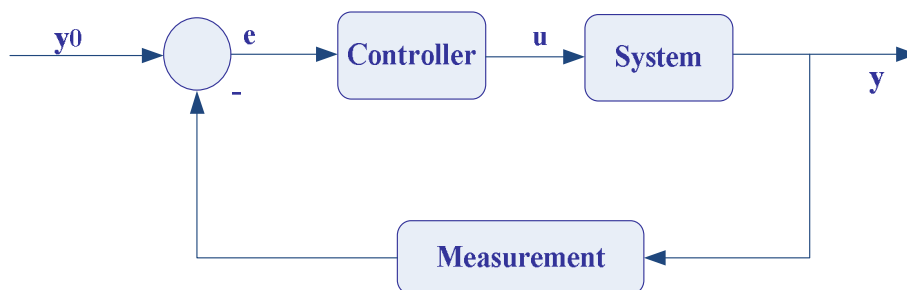 y0
e
Controller
u
System
-
y
Measurement